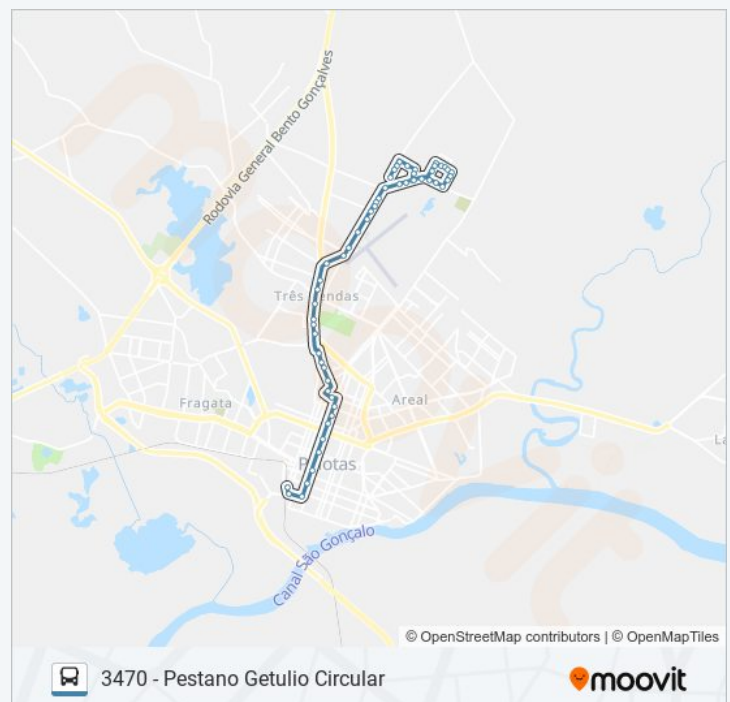 Rodovia General Bento Gonçalves
Três Vendas
Fragata
Areal
La
Pelotas
Canal São Gonçalo
© OpenStreetMap contributors | © OpenMapTiles
3470 - Pestano Getulio Circular
moovit